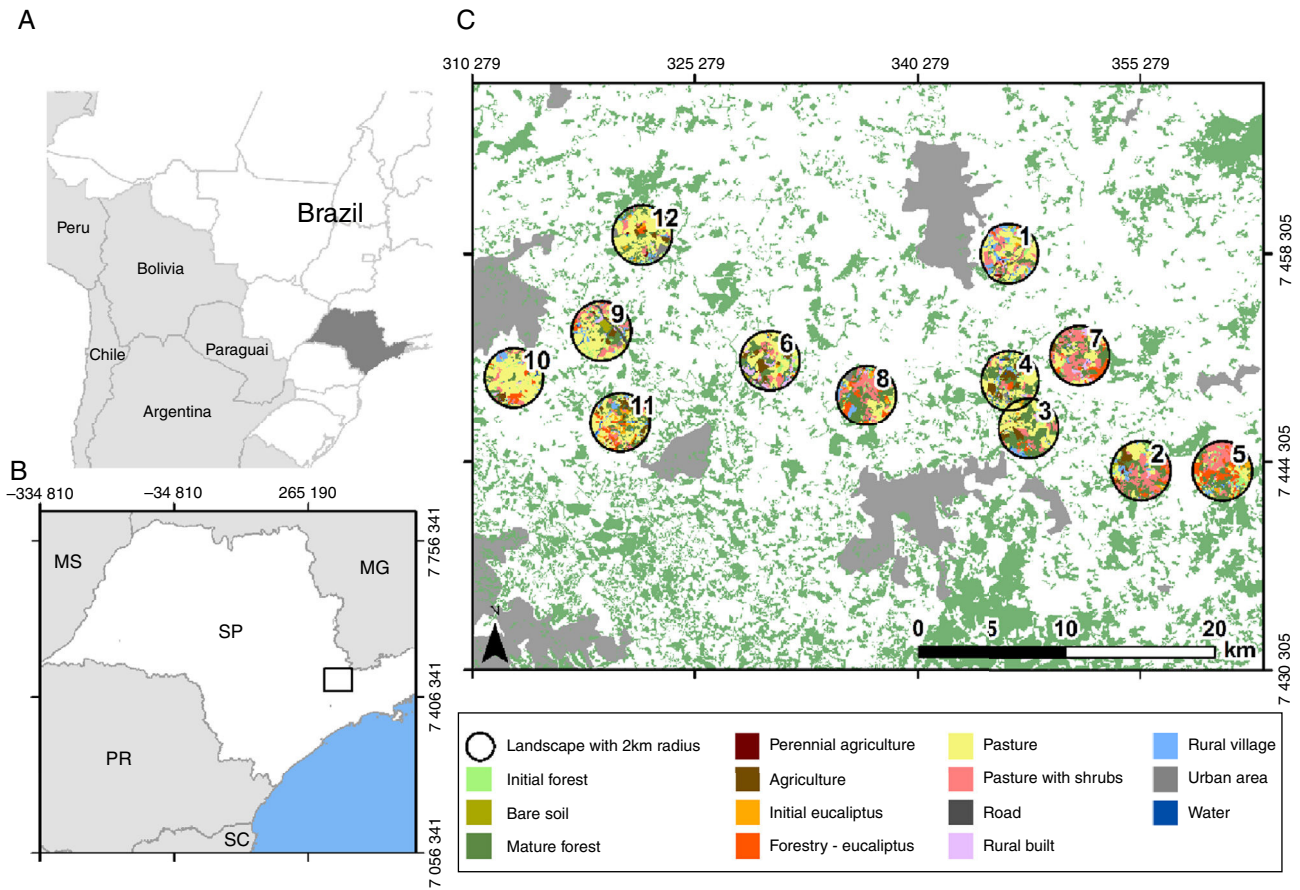 A
Brazil
Peru
Bolivia
Chile
Paraguai
Argentina
B
−334 810
−34 810
265 190
MS
MG
SP
PR
SC
7 756 341
7 406 341
7 056 341
C
310 279
325 279
340 279
355 279
12
1
9
7
6
4
10
8
11
3
2
5
7 458 305
7 444 305
7 430 305
N
0
5
10
20
km
Landscape with 2km radius
Initial forest
Bare soil
Mature forest
Perennial agriculture
Agriculture
Initial eucaliptus
Forestry - eucaliptus
Pasture
Pasture with shrubs
Road
Rural built
Rural village
Urban area
Water